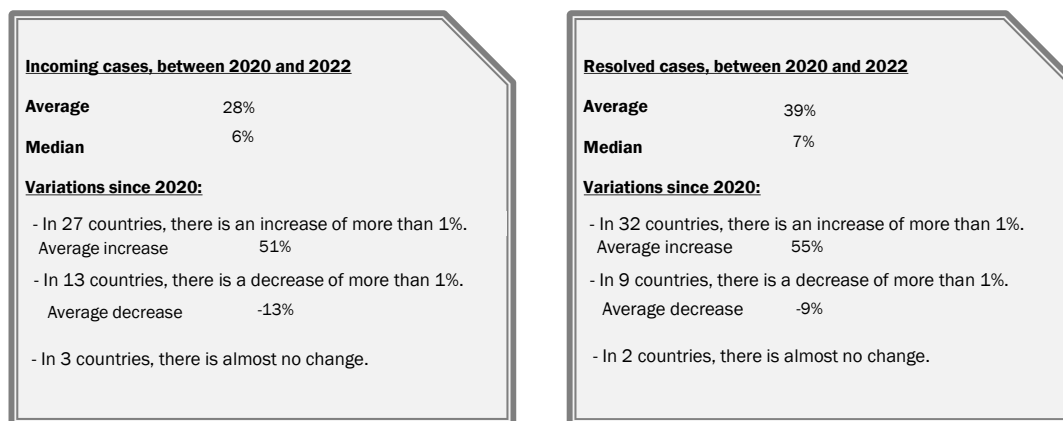 Incoming cases, between 2020 and 2022
Average 28%
Median 6%
Variations since 2020:
- In 27 countries, there is an increase of more than 1%.
Average increase 51%
- In 13 countries, there is a decrease of more than 1%.
Average decrease -13%
- In 3 countries, there is almost no change.
Resolved cases, between 2020 and 2022
Average 39%
Median 7%
Variations since 2020:
- In 32 countries, there is an increase of more than 1%.
Average increase 55%
- In 9 countries, there is a decrease of more than 1%.
Average decrease -9%
- In 2 countries, there is almost no change.